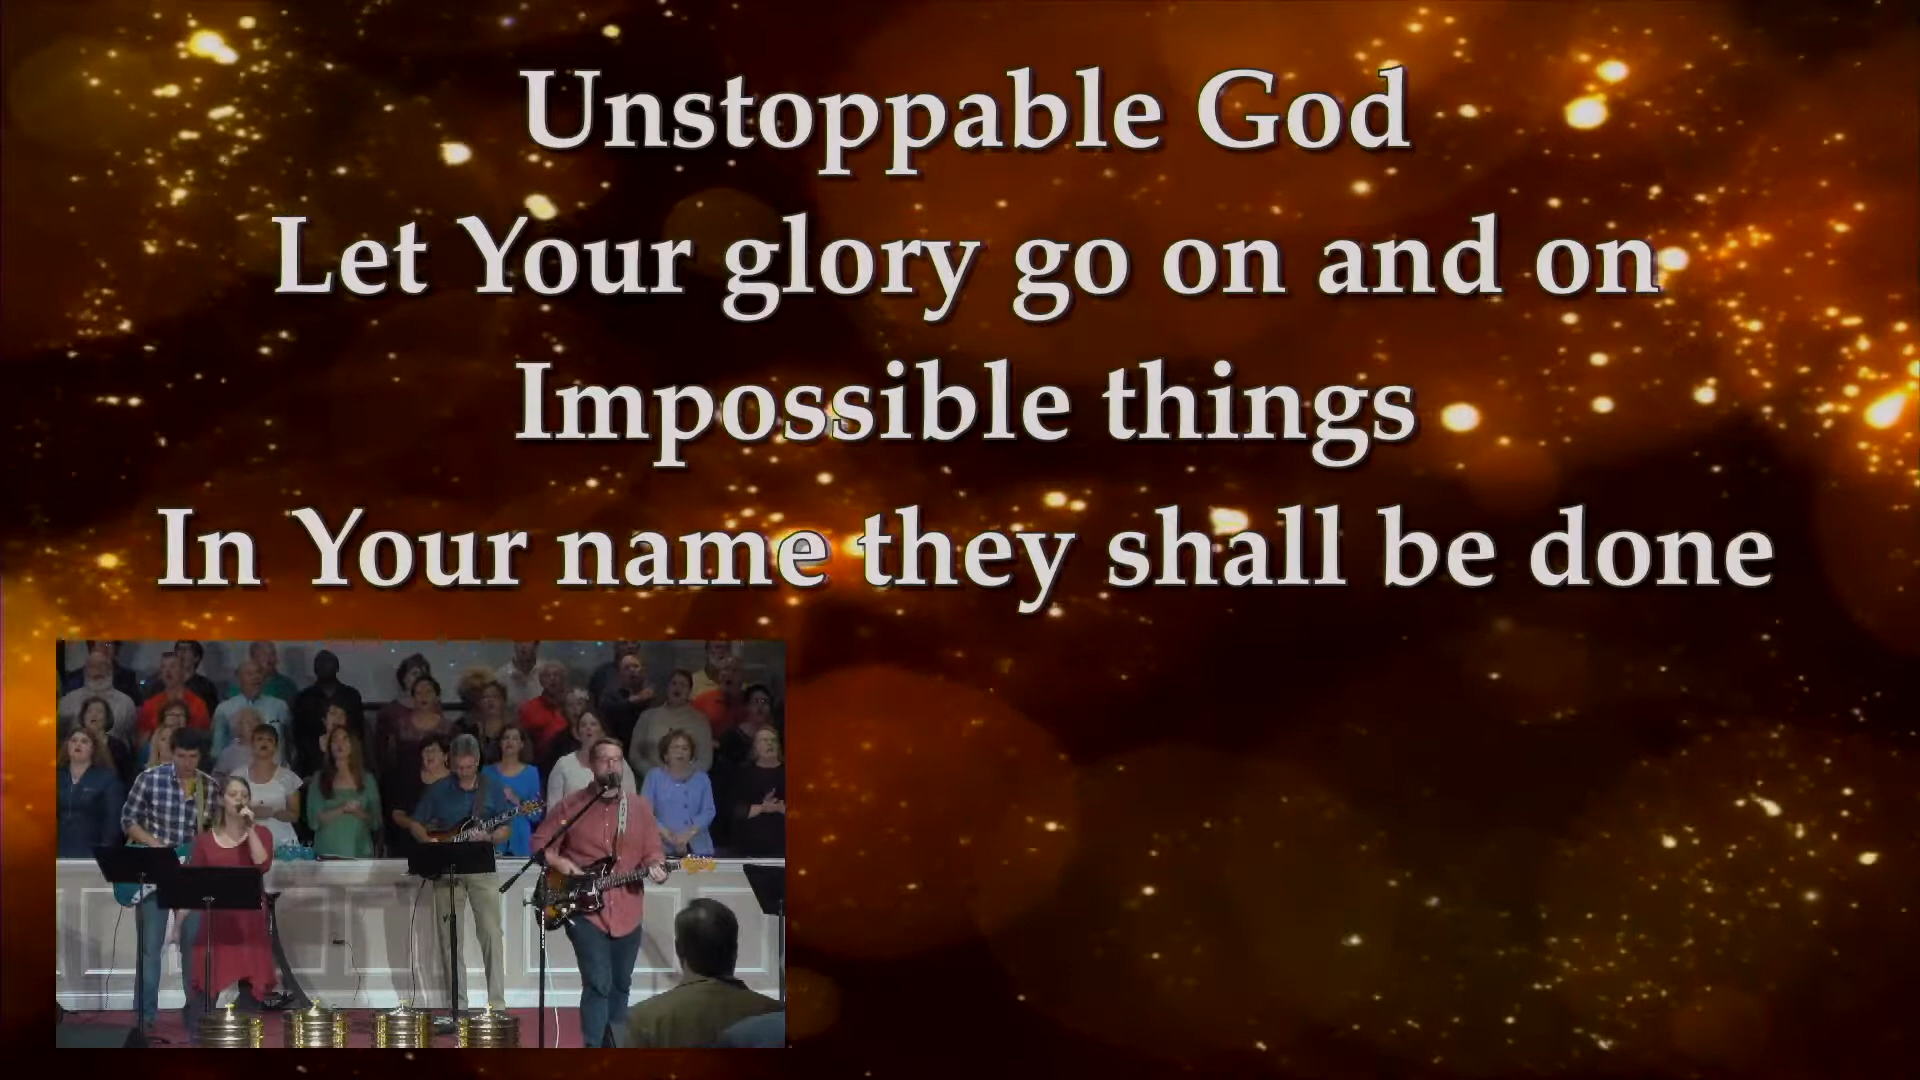 Unstoppable God
Let Your glory go on and on
Impossible things
In Your name they shall be done